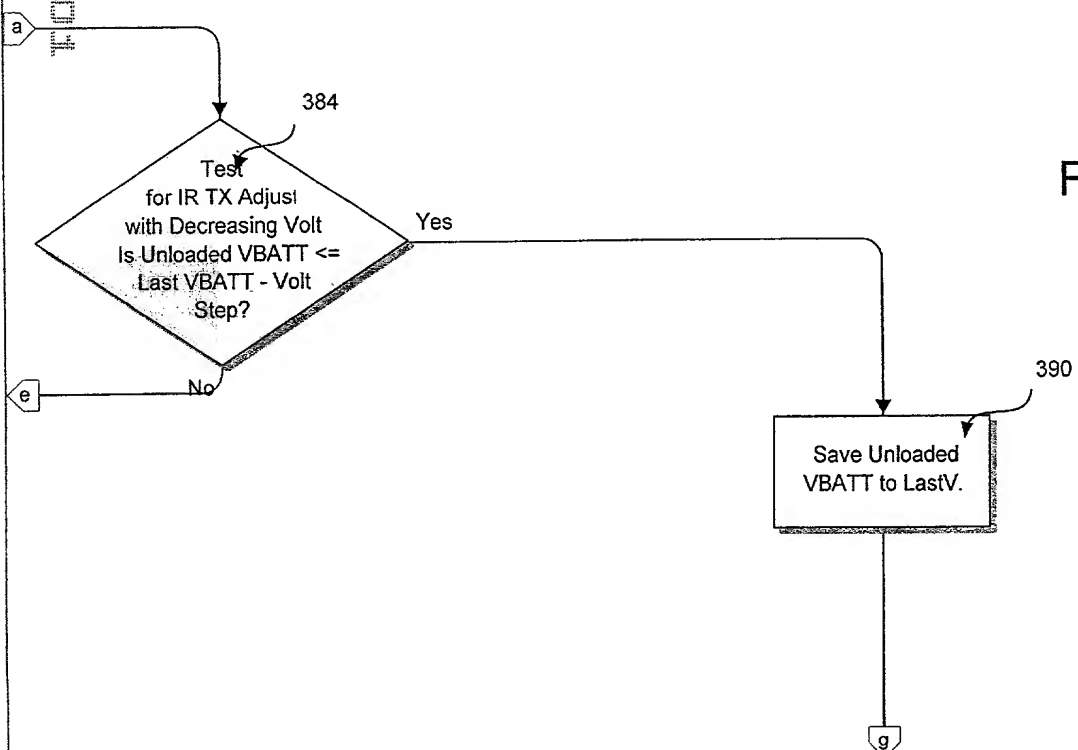 a
384
Test
for IR TX Adjust
with Decreasing Volt
Is Unloaded VBATT <=
Last VBATT - Volt
Step?
Yes
F
No
e
390
Save Unloaded
VBATT to LastV.
g